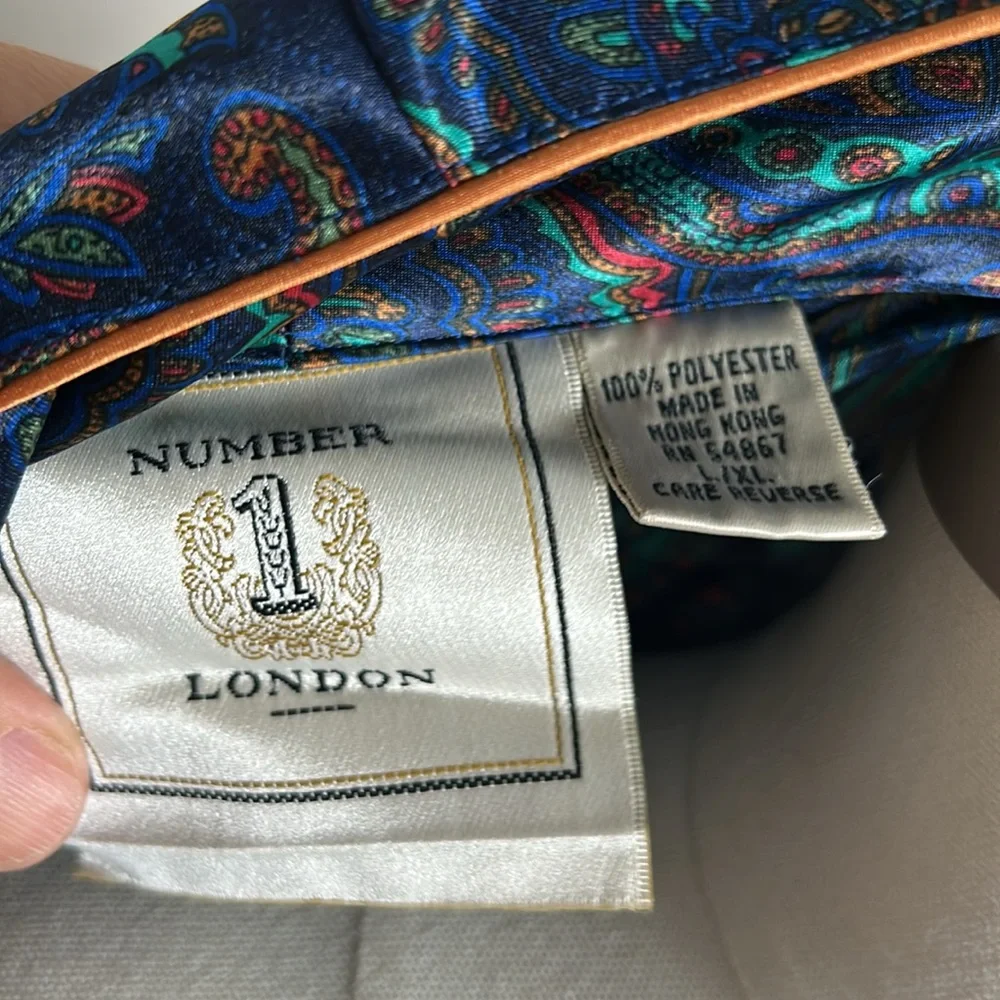 NUMBER
1
LONDON
100% POLYESTER
MADE IN
HONG KONG
RN 54867
L/XL
CARE REVERSE